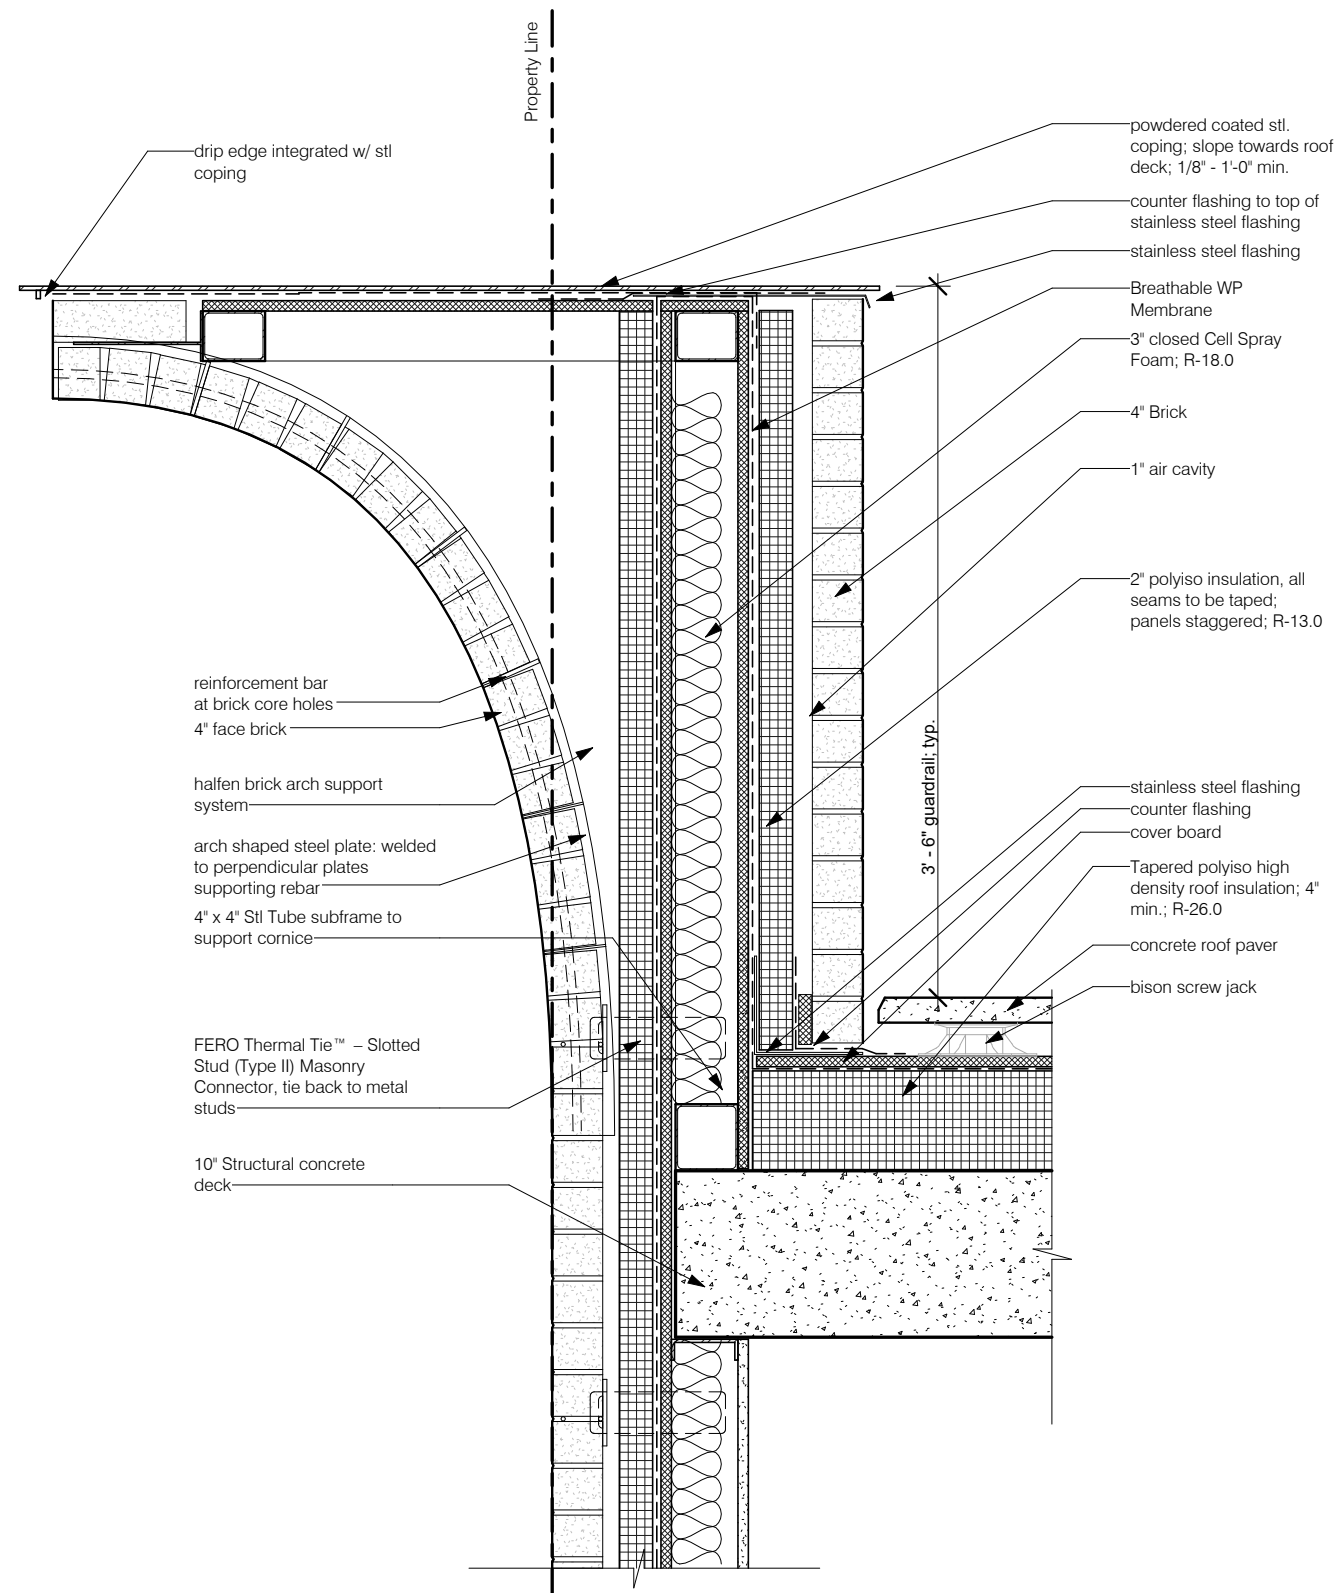 Property Line
drip edge integrated w/ stl
coping
powdered coated stl.
coping; slope towards roof
deck; 1/8" - 1'-0" min.
counter flashing to top of
stainless steel flashing
stainless steel flashing
Breathable WP
Membrane
3" closed Cell Spray
Foam; R-18.0
4" Brick
1" air cavity
2" polyiso insulation, all
seams to be taped;
panels staggered; R-13.0
3' - 6" guardrail; typ.
reinforcement bar
at brick core holes
4" face brick
halfen brick arch support
system
arch shaped steel plate: welded
to perpendicular plates
supporting rebar
4" x 4" Stl Tube subframe to
support cornice
stainless steel flashing
counter flashing
cover board
Tapered polyiso high
density roof insulation; 4"
min.; R-26.0
concrete roof paver
bison screw jack
FERO Thermal Tie™ – Slotted
Stud (Type II) Masonry
Connector, tie back to metal
studs
10" Structural concrete
deck